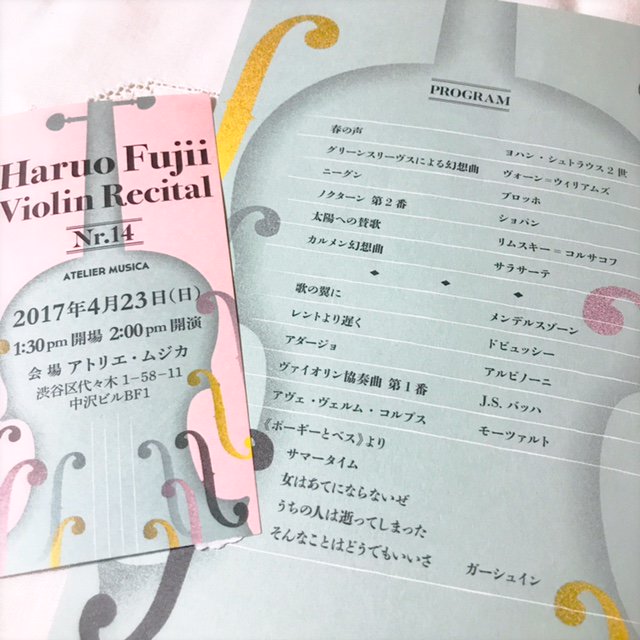 Haruo Fujii
Violin Recital
Nr.14
ATELIER MUSICA
2017年4月23日(日)
1:30pm 開場 2:00pm 開演
会場 アトリエ・ムジカ
渋谷区代々木1-58-11
中沢ビルBF1
PROGRAM
春の声 ヨハン・シュトラウス2世
グリーンスリーヴスによる幻想曲 ヴォーン=ウィリアムズ
ニーグン ブロッホ
ノクターン 第2番 ショパン
太陽への賛歌 リムスキー=コルサコフ
カルメン幻想曲 サラサーテ
歌の翼に メンデルスゾーン
レントより遅く ドビュッシー
アダージョ アルビノーニ
ヴァイオリン協奏曲 第1番 J.S. バッハ
アヴェ・ヴェルム・コルプス モーツァルト
《ポーギーとベス》より
サマータイム
女はあてにならないぜ
うちの人は逝ってしまった
そんなことはどうでもいいさ ガーシュイン